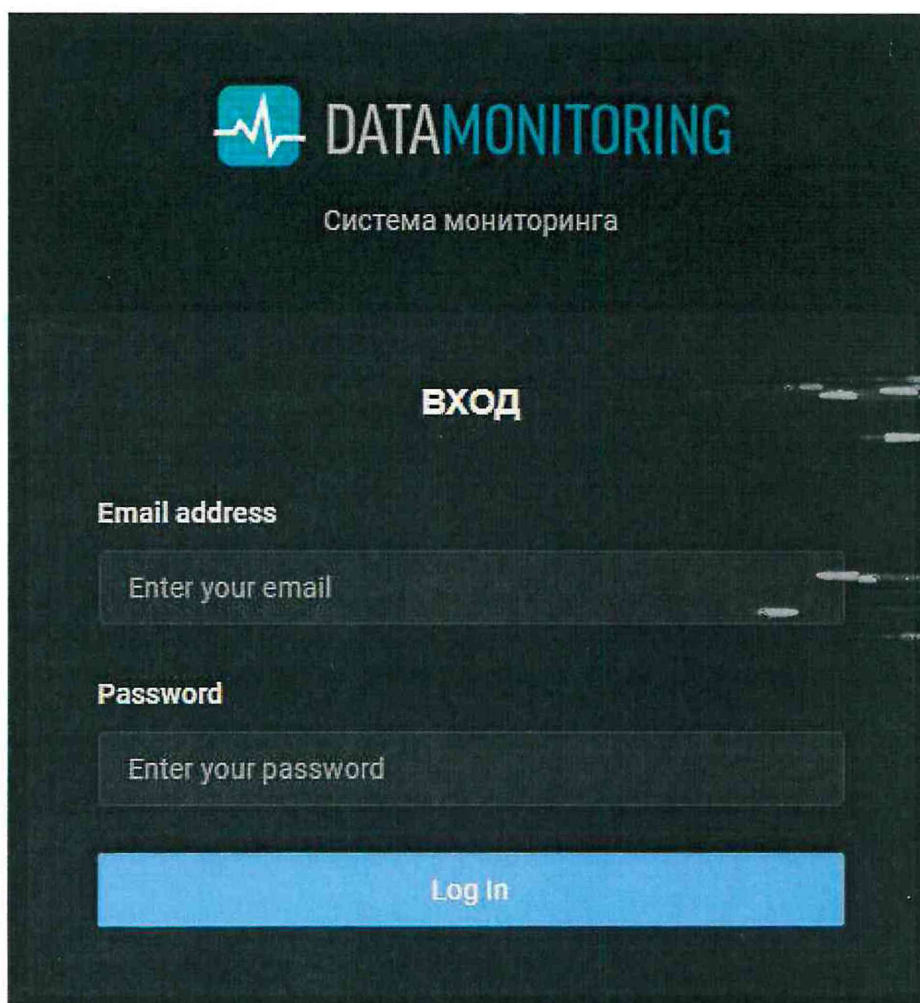 DATAMONITORING
Система мониторинга
ВХОД
Email address
Enter your email
Password
Enter your password
Log In